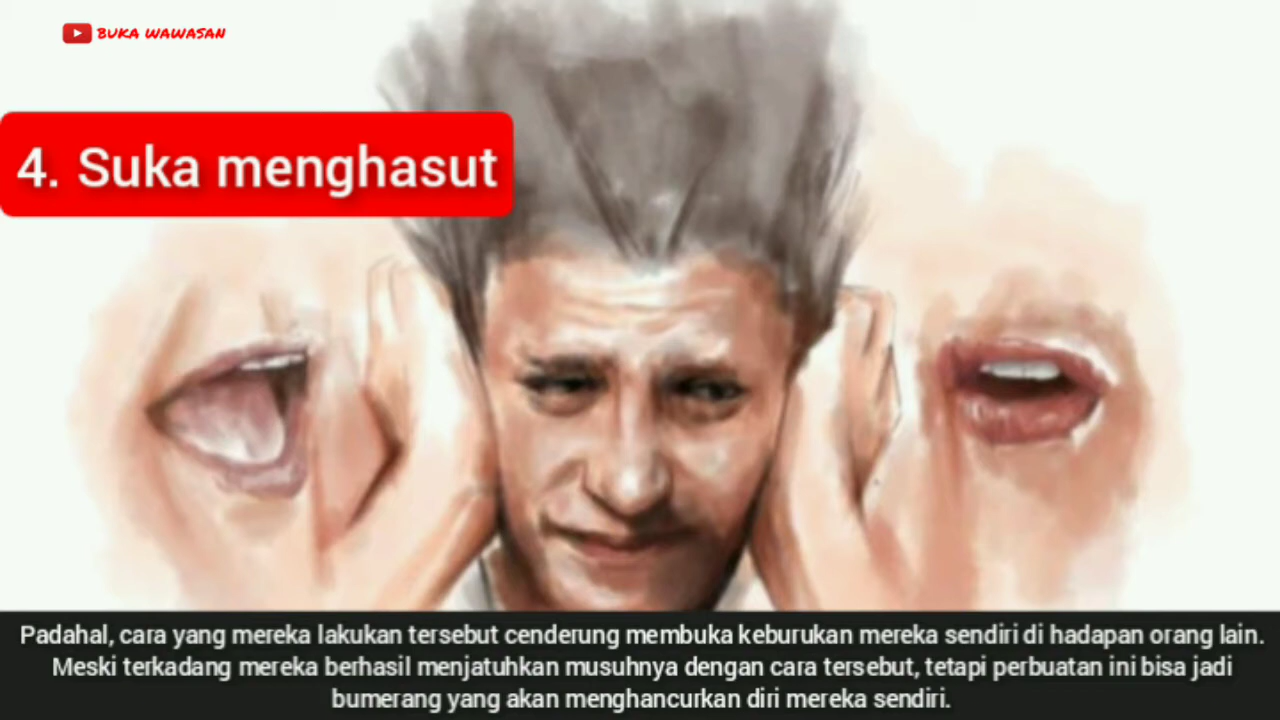 BUKA WAWASAN
4. Suka menghasut
Padahal, cara yang mereka lakukan tersebut cenderung membuka keburukan mereka sendiri di hadapan orang lain.
Meski terkadang mereka berhasil menjatuhkan musuhnya dengan cara tersebut, tetapi perbuatan ini bisa jadi
bumerang yang akan menghancurkan diri mereka sendiri.